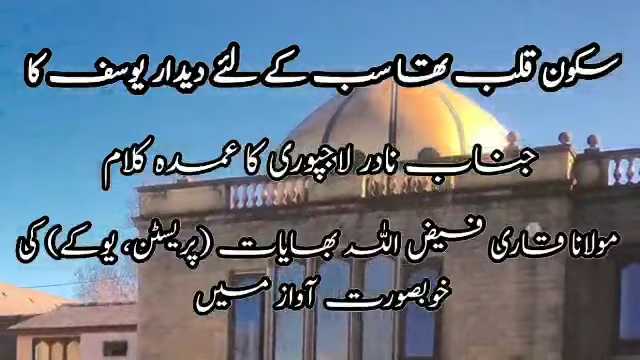 سکون قلب تھا سب کے لئے دیدار یوسف کا
جناب نادر لاجپوری کا عمدہ کلام
مولانا قاری فیض اللہ بھایات (پریسٹن، یوکے) کی
خوبصورت آواز میں